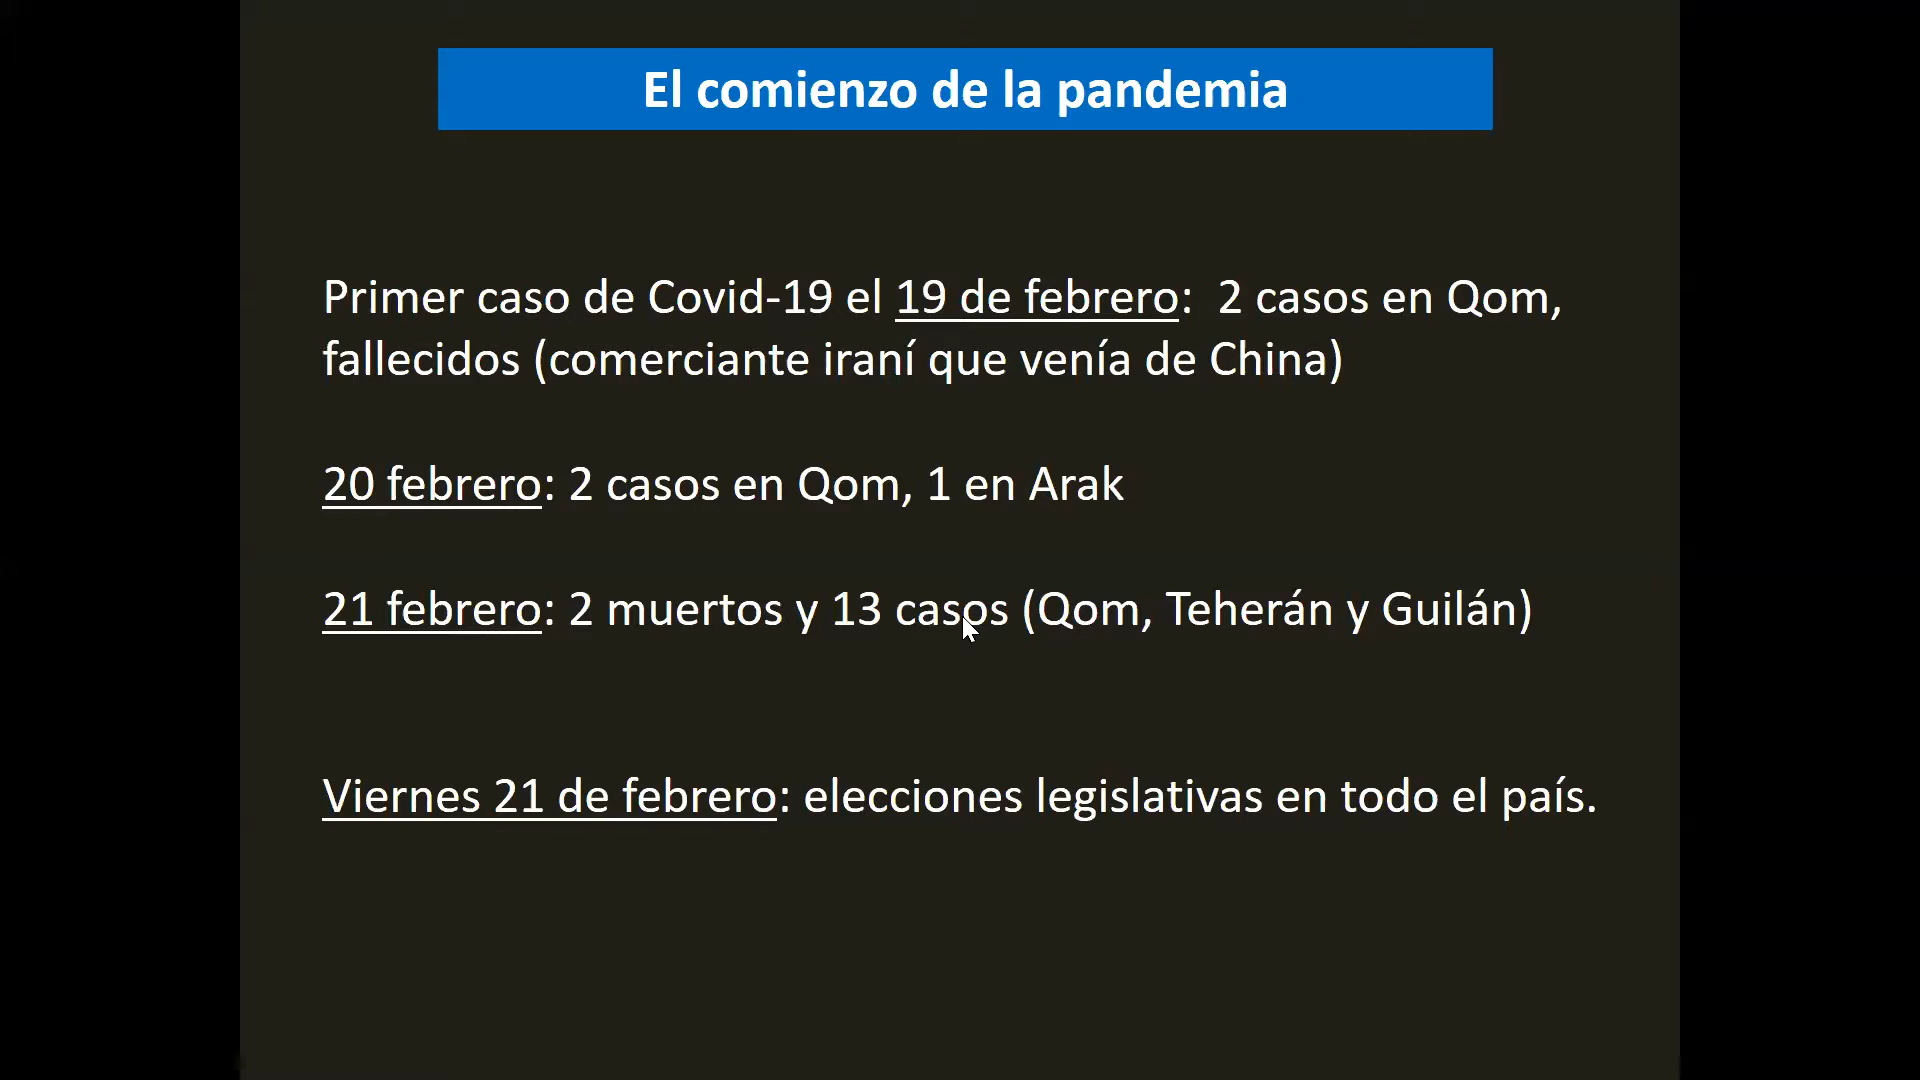 El comienzo de la pandemia
Primer caso de Covid-19 el 19 de febrero:  2 casos en Qom,
fallecidos (comerciante iraní que venía de China)
20 febrero: 2 casos en Qom, 1 en Arak
21 febrero: 2 muertos y 13 casos (Qom, Teherán y Guilán)
Viernes 21 de febrero: elecciones legislativas en todo el país.